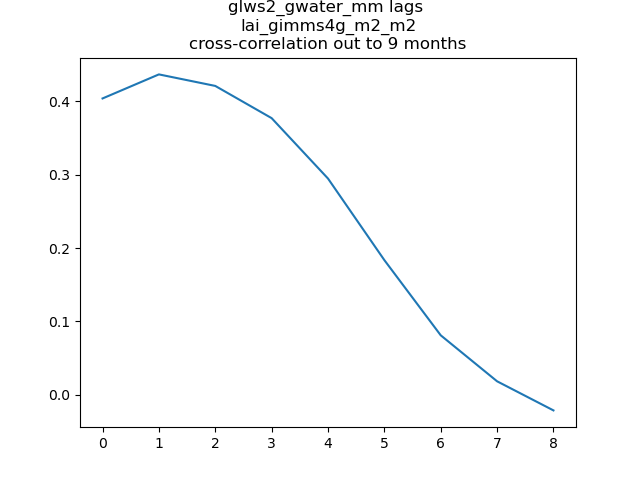 glws2_gwater_mm lags
lai_gimms4g_m2_m2
cross-correlation out to 9 months
0.4
0.3
0.2
0.1
0.0
0 1 2 3 4 5 6 7 8